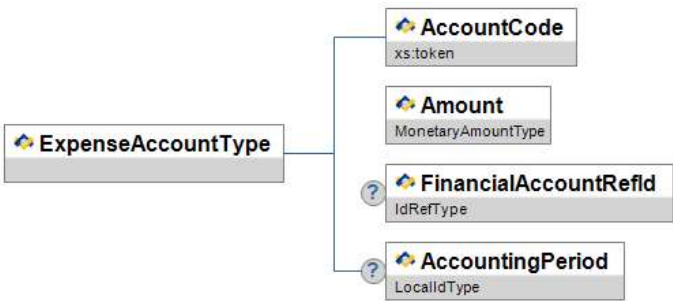 AccountCode
xs:token
Amount
MonetaryAmountType
ExpenseAccountType
? FinancialAccountRefId
IdRefType
? AccountingPeriod
LocalIdType